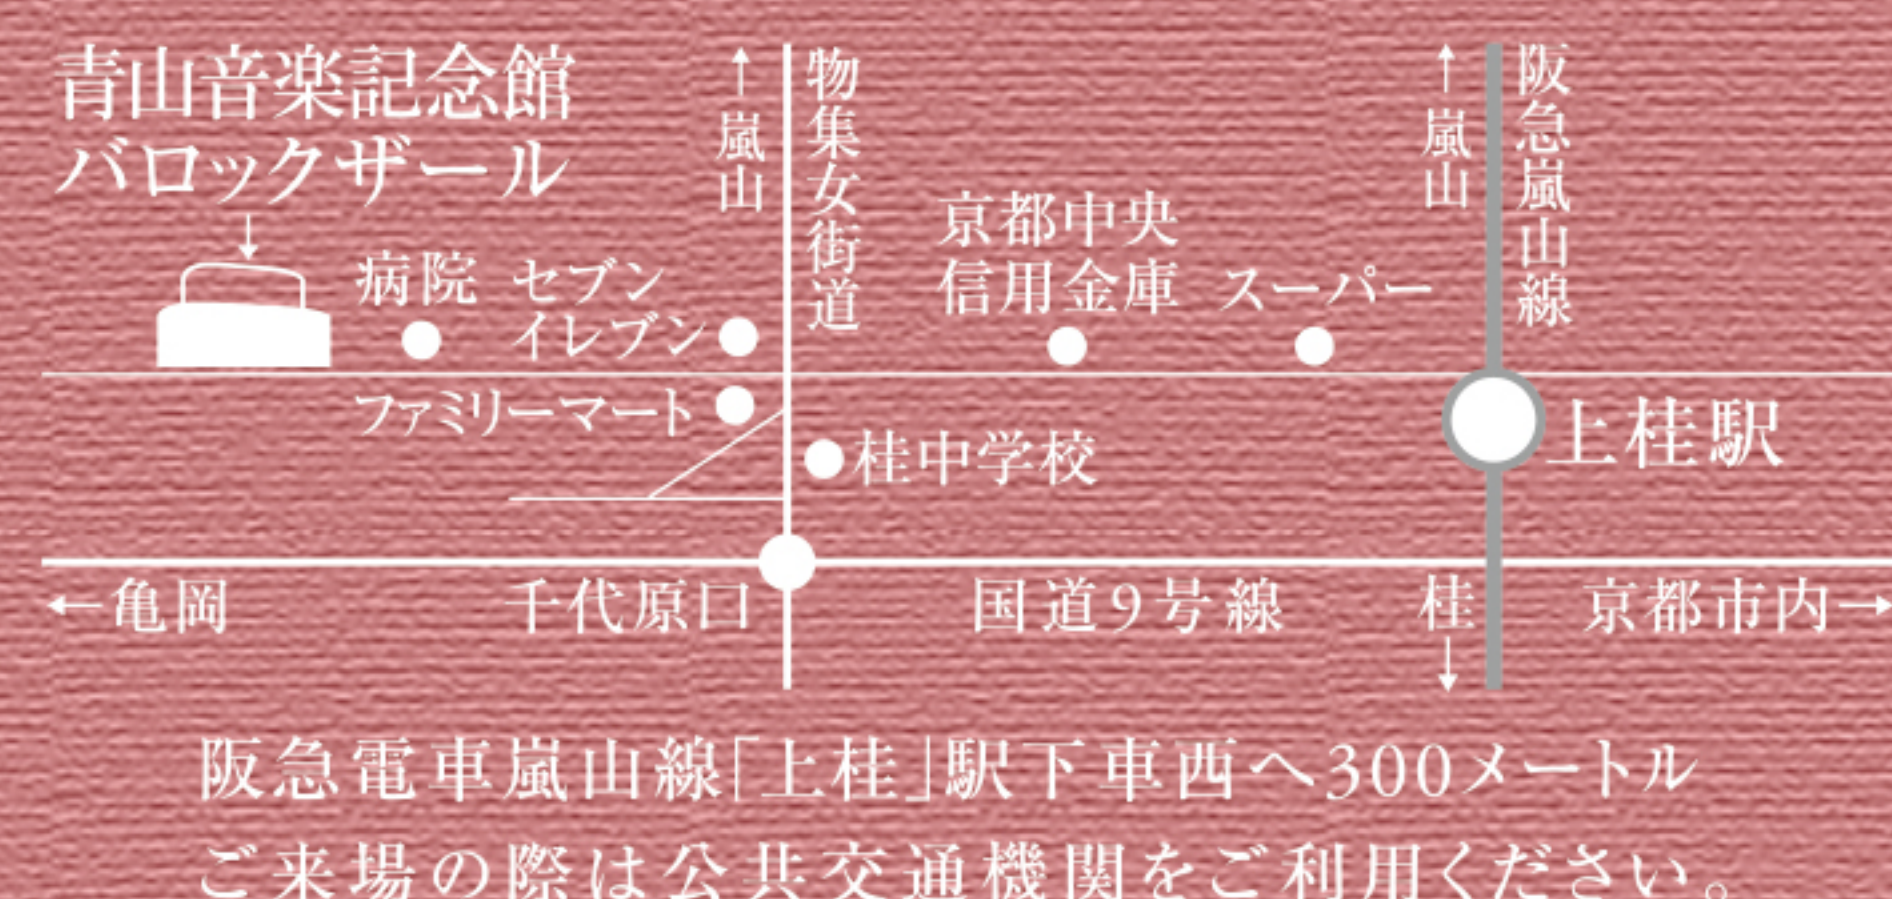 青山音楽記念館
バロックザール
↑嵐山
物集女街道
↑嵐山
阪急嵐山線
京都中央
信用金庫
スーパー
病院
セブン
イレブン
ファミリーマート
桂中学校
上桂駅
←亀岡
千代原口
国道9号線
桂↓
京都市内→
阪急電車嵐山線「上桂」駅下車西へ300メートル
ご来場の際は公共交通機関をご利用ください。